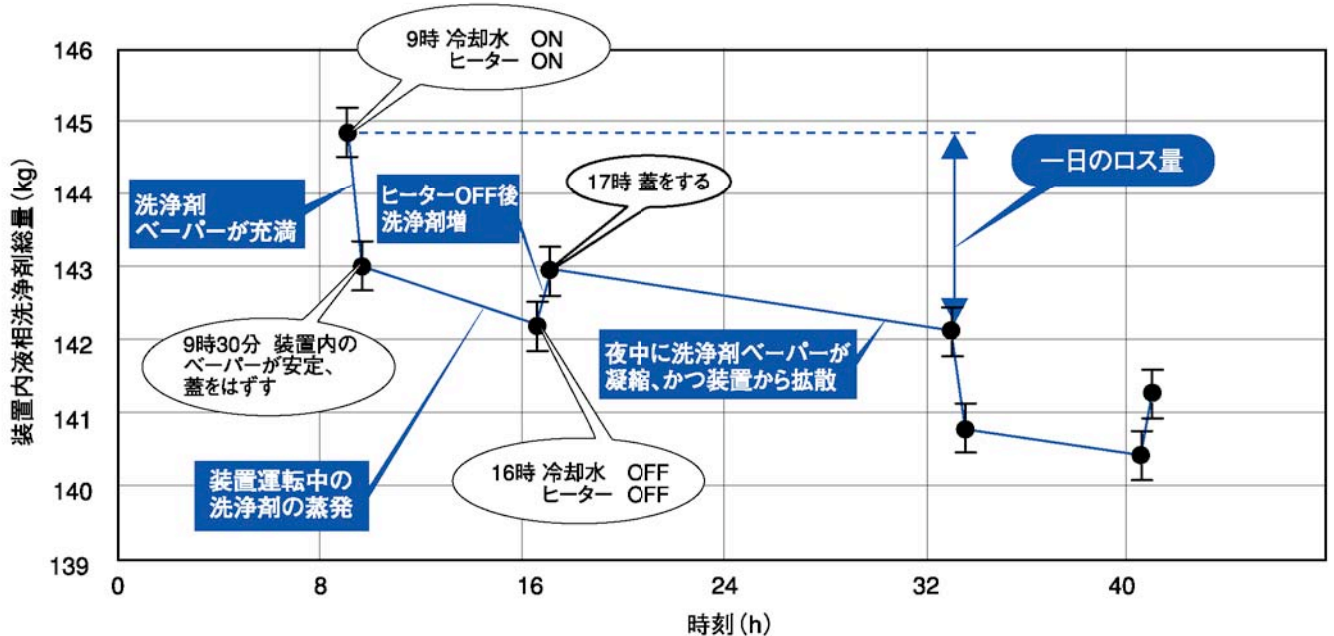 9時 冷却水 ON
ヒーター ON
146
145
144
143
142
141
140
139
装置内液相洗浄剤総量(kg)
一日のロス量
洗浄剤
ベーパーが充満
ヒーターOFF後
洗浄剤増
17時 蓋をする
9時30分 装置内の
ベーパーが安定、
蓋をはずす
夜中に洗浄剤ベーパーが
凝縮、かつ装置から拡散
装置運転中の
洗浄剤の蒸発
16時 冷却水 OFF
ヒーター OFF
0
8
16
24
32
40
時刻(h)